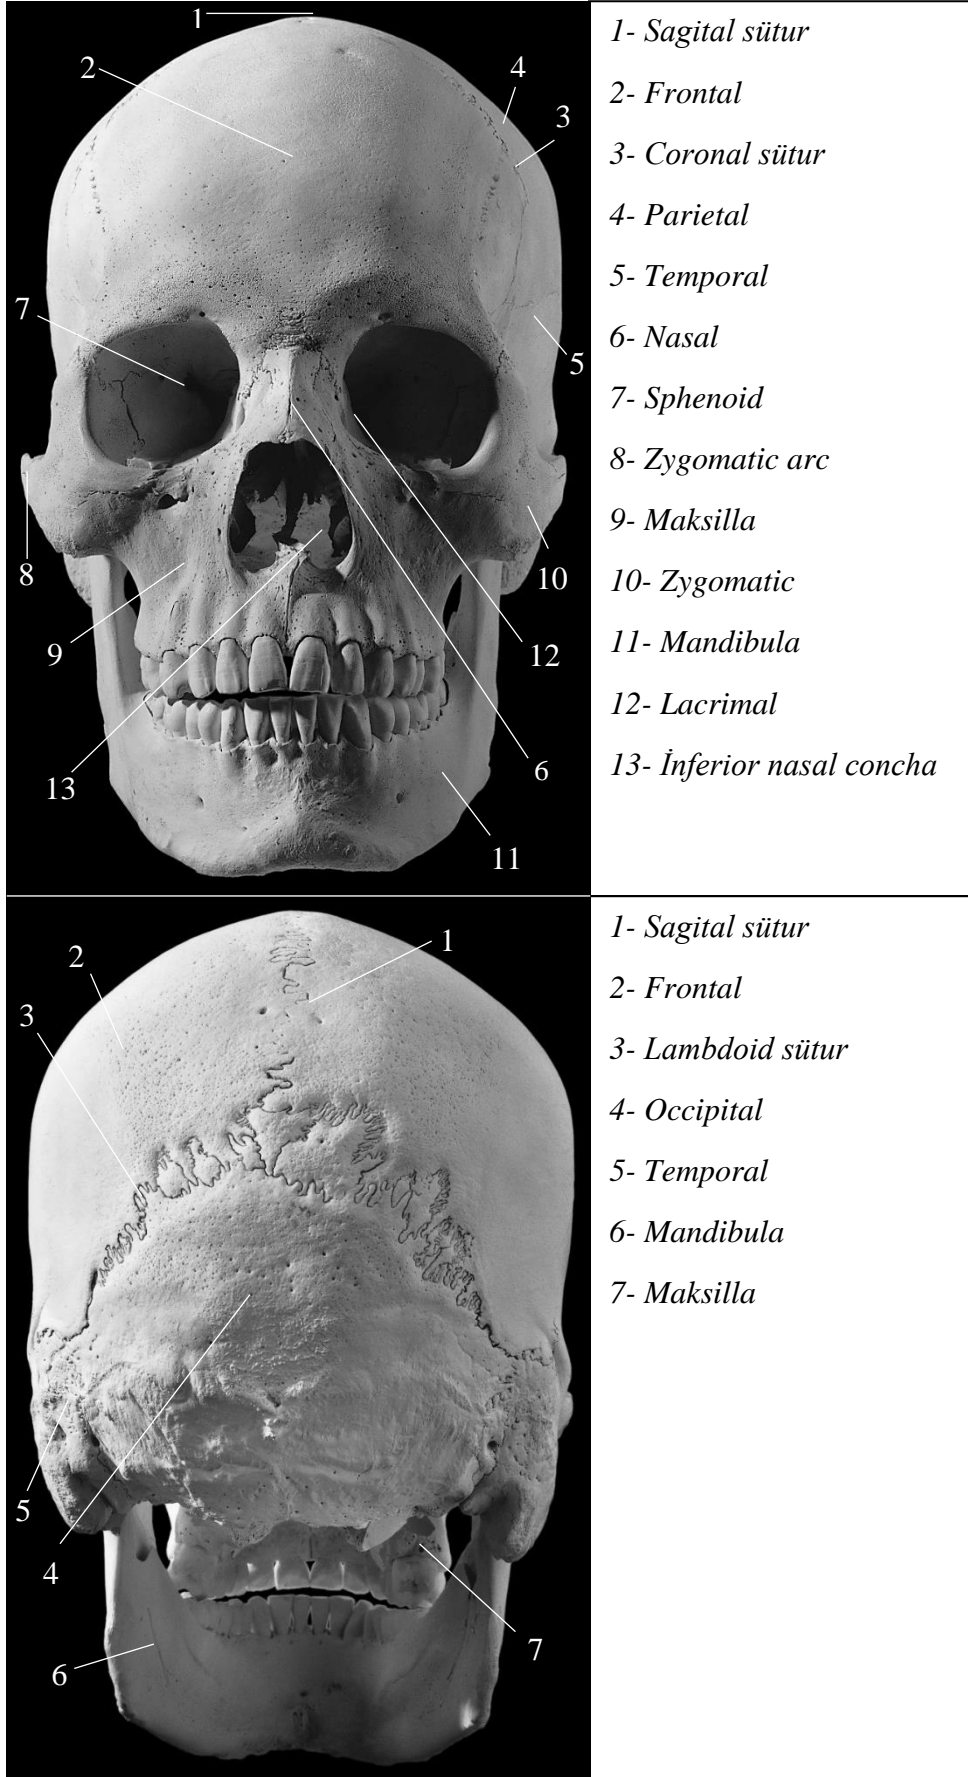 1
2
4
3
7
5
8
10
9
12
13
6
11
1- Sagital sütur
2- Frontal
3- Coronal sütur
4- Parietal
5- Temporal
6- Nasal
7- Sphenoid
8- Zygomatic arc
9- Maksilla
10- Zygomatic
11- Mandibula
12- Lacrimal
13- İnferior nasal concha
1
2
3
5
4
7
6
1- Sagital sütur
2- Frontal
3- Lambdoid sütur
4- Occipital
5- Temporal
6- Mandibula
7- Maksilla